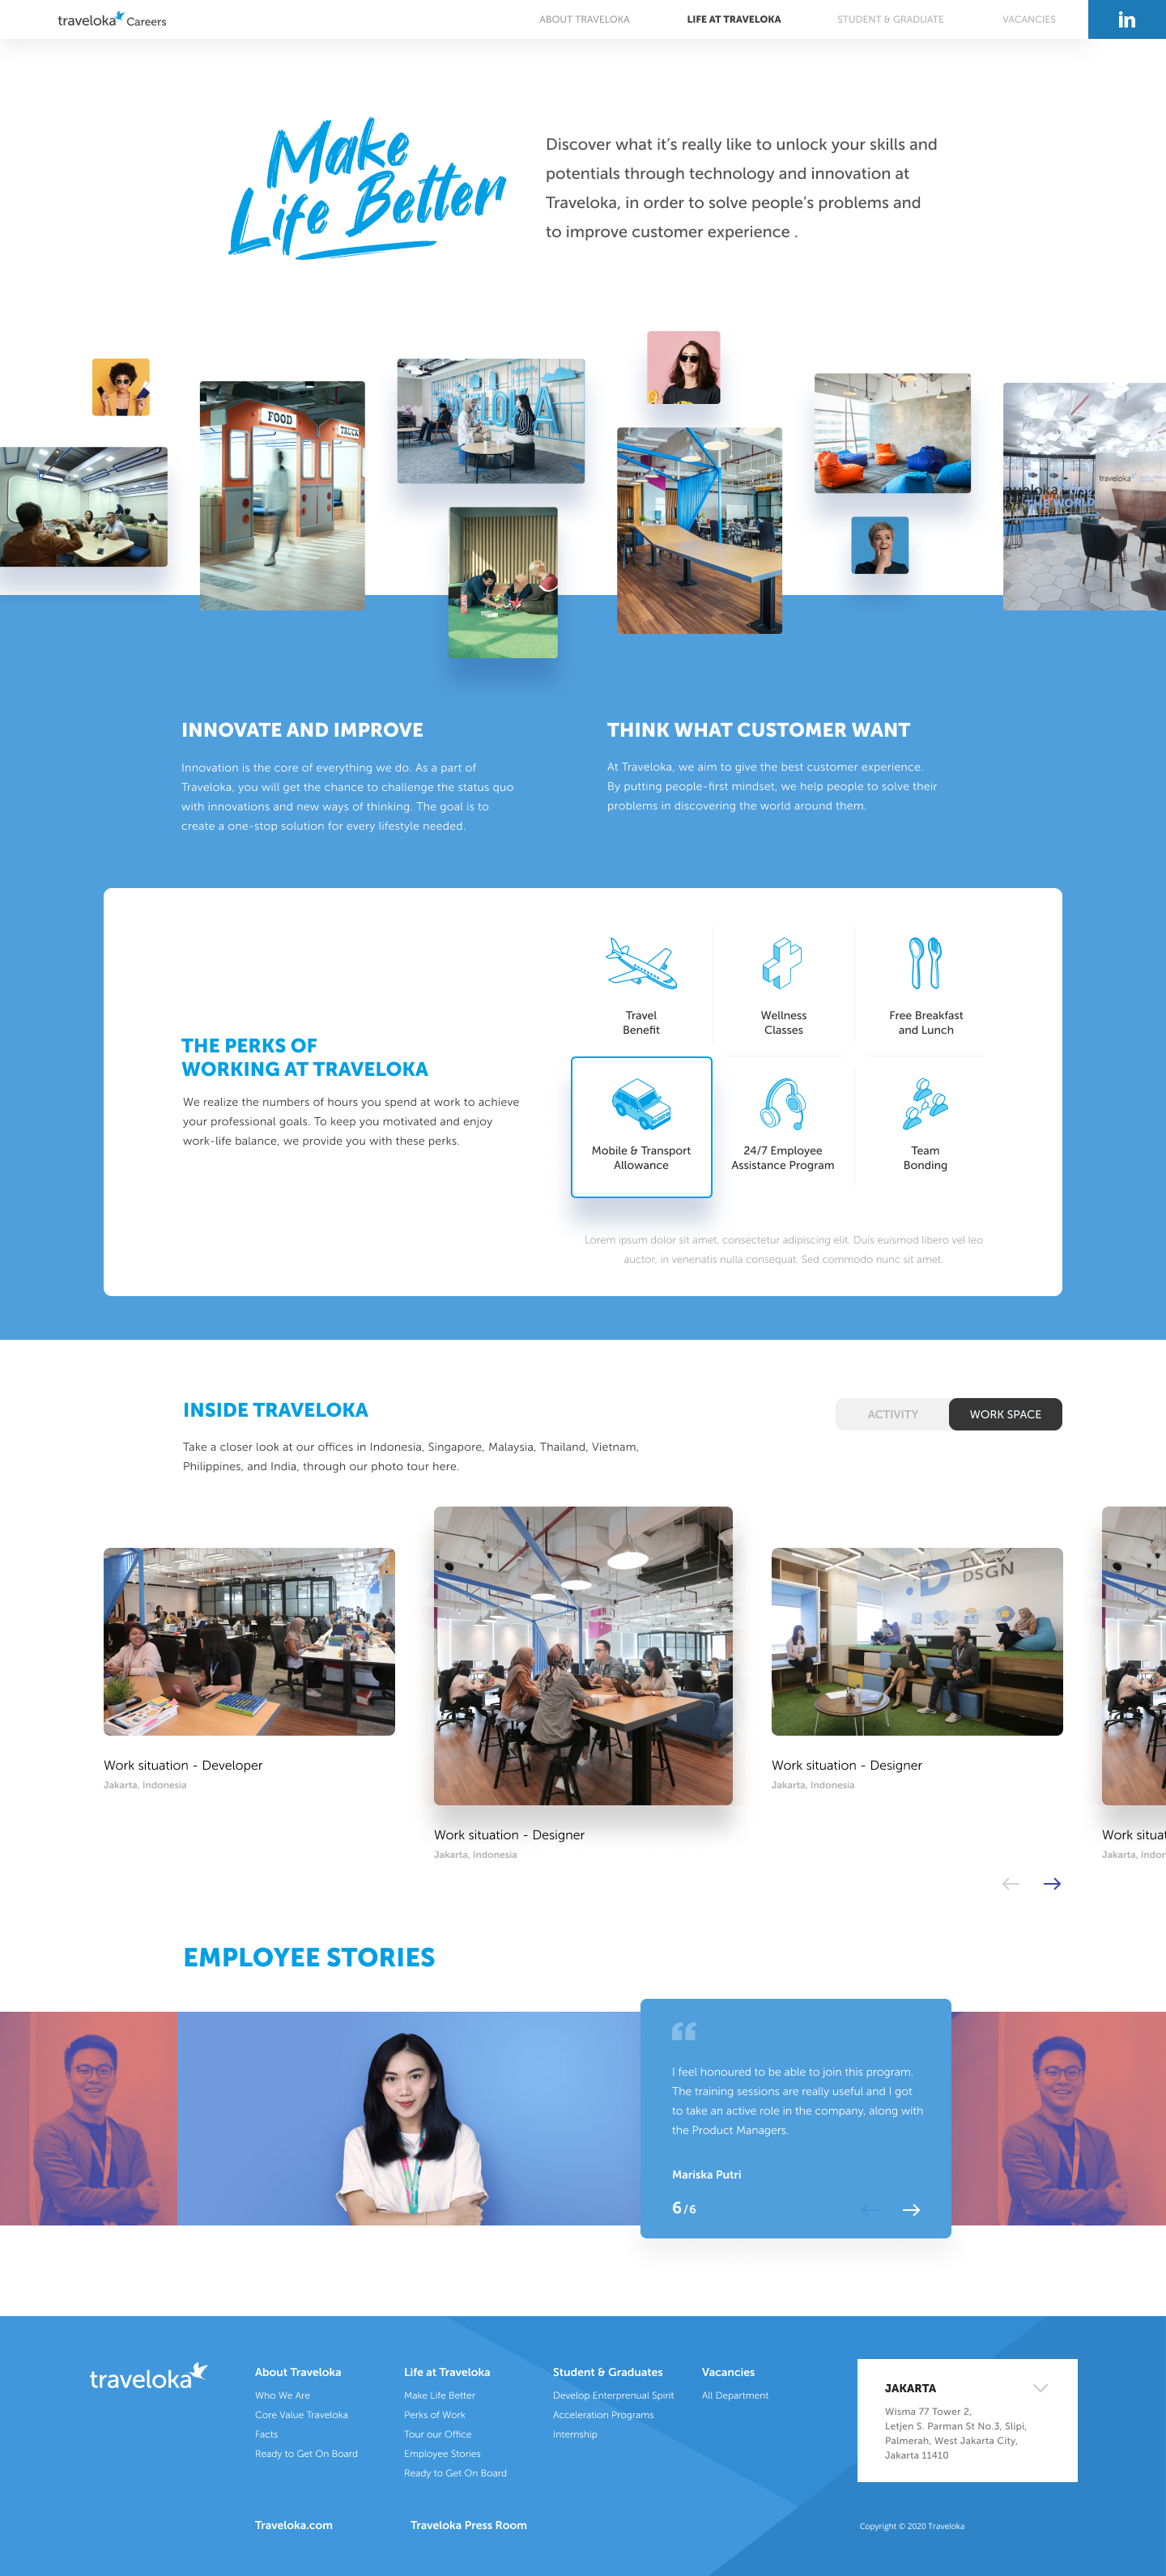 traveloka Careers
ABOUT TRAVELOKA
LIFE AT TRAVELOKA
STUDENT & GRADUATE
VACANCIES
in
Make
Life Better
Discover what it’s really like to unlock your skills and
potentials through technology and innovation at
Traveloka, in order to solve people’s problems and
to improve customer experience .
FOOD
TRUCK
traveloka
INNOVATE AND IMPROVE
Innovation is the core of everything we do. As a part of
Traveloka, you will get the chance to challenge the status quo
with innovations and new ways of thinking. The goal is to
create a one-stop solution for every lifestyle needed.
THINK WHAT CUSTOMER WANT
At Traveloka, we aim to give the best customer experience.
By putting people-first mindset, we help people to solve their
problems in discovering the world around them.
THE PERKS OF
WORKING AT TRAVELOKA
We realize the numbers of hours you spend at work to achieve
your professional goals. To keep you motivated and enjoy
work-life balance, we provide you with these perks.
Travel
Benefit
Wellness
Classes
Free Breakfast
and Lunch
Mobile & Transport
Allowance
24/7 Employee
Assistance Program
Team
Bonding
Lorem ipsum dolor sit amet, consectetur adipiscing elit. Duis euismod libero vel leo
auctor, in venenatis nulla consequat. Sed commodo nunc sit amet.
INSIDE TRAVELOKA
ACTIVITY
WORK SPACE
Take a closer look at our offices in Indonesia, Singapore, Malaysia, Thailand, Vietnam,
Philippines, and India, through our photo tour here.
DSGN
Work situation - Developer
Jakarta, Indonesia
Work situation - Designer
Jakarta, Indonesia
Work situation - Designer
Jakarta, Indonesia
Work situat
Jakarta, Indon
EMPLOYEE STORIES
“
I feel honoured to be able to join this program.
The training sessions are really useful and I got
to take an active role in the company, along with
the Product Managers.
Mariska Putri
6 / 6
traveloka
About Traveloka
Who We Are
Core Value Traveloka
Facts
Ready to Get On Board
Life at Traveloka
Make Life Better
Perks of Work
Tour our Office
Employee Stories
Ready to Get On Board
Student & Graduates
Develop Enterprenual Spirit
Acceleration Programs
Internship
Vacancies
All Department
JAKARTA
Wisma 77 Tower 2,
Letjen S. Parman St No.3, Slipi,
Palmerah, West Jakarta City,
Jakarta 11410
Traveloka.com
Traveloka Press Room
Copyright © 2020 Traveloka